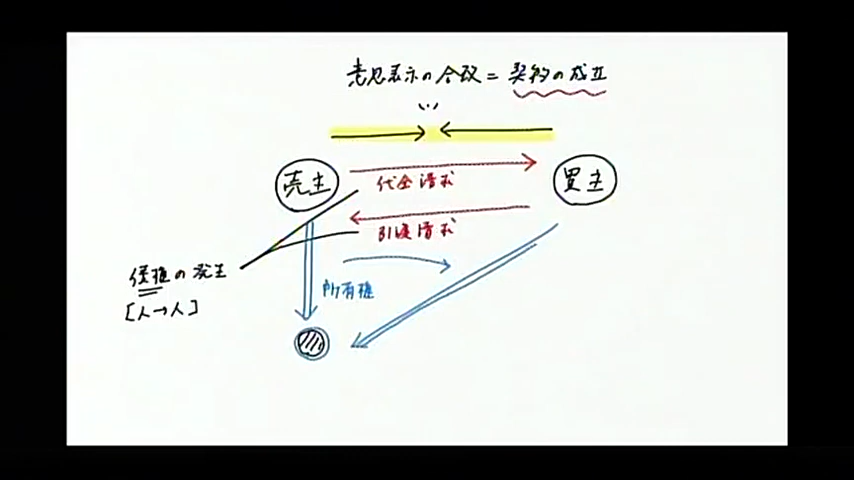 意思表示の合致 = 契約の成立
売主
買主
代金請求
引渡請求
債権の発生
[人→人]
所有権